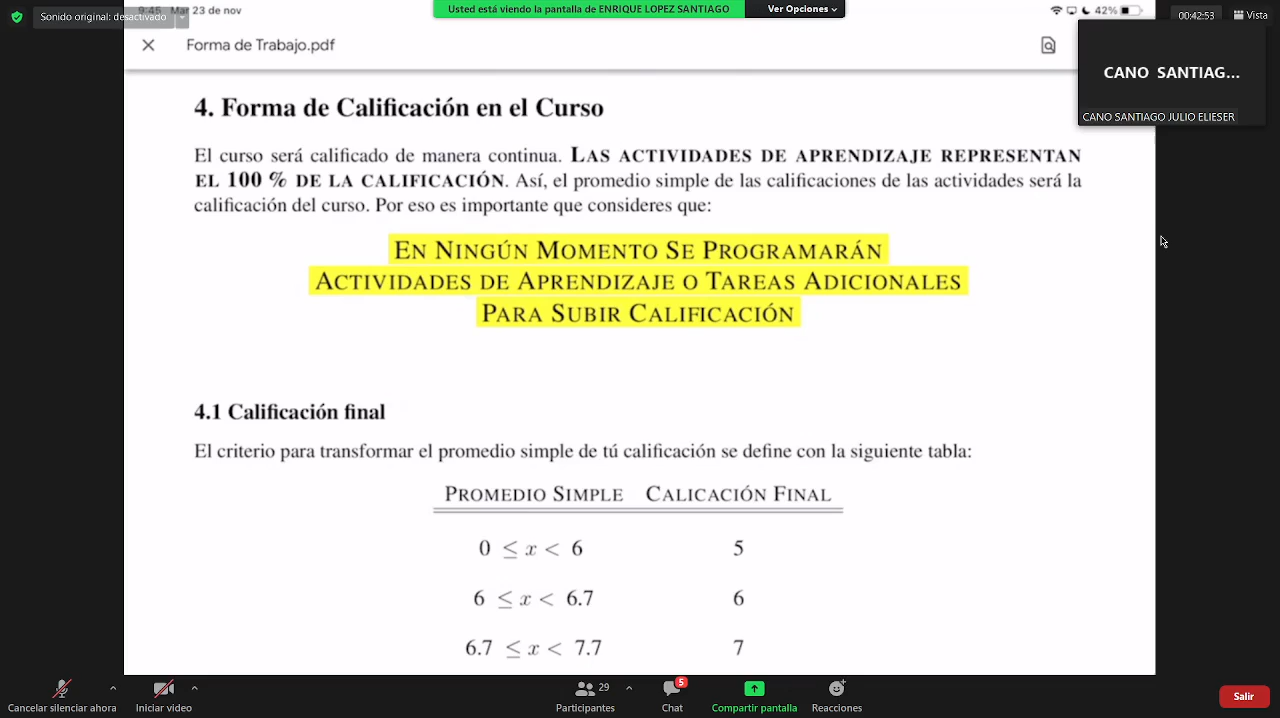 Sonido original: desactivado
9:45 Mar 23 de nov
Usted está viendo la pantalla de ENRIQUE LOPEZ SANTIAGO
Ver Opciones
42%
00:42:53
Vista
Forma de Trabajo.pdf
CANO SANTIAG...
CANO SANTIAGO JULIO ELIESER
4. Forma de Calificación en el Curso
El curso será calificado de manera continua. LAS ACTIVIDADES DE APRENDIZAJE REPRESENTAN
EL 100 % DE LA CALIFICACIÓN. Así, el promedio simple de las calificaciones de las actividades será la
calificación del curso. Por eso es importante que consideres que:
EN NINGÚN MOMENTO SE PROGRAMARÁN
ACTIVIDADES DE APRENDIZAJE O TAREAS ADICIONALES
PARA SUBIR CALIFICACIÓN
4.1 Calificación final
El criterio para transformar el promedio simple de tú calificación se define con la siguiente tabla:
PROMEDIO SIMPLE CALICACIÓN FINAL
0 ≤ x < 6 5
6 ≤ x < 6.7 6
6.7 ≤ x < 7.7 7
29
5
Cancelar silenciar ahora
Iniciar video
Participantes
Chat
Compartir pantalla
Reacciones
Salir